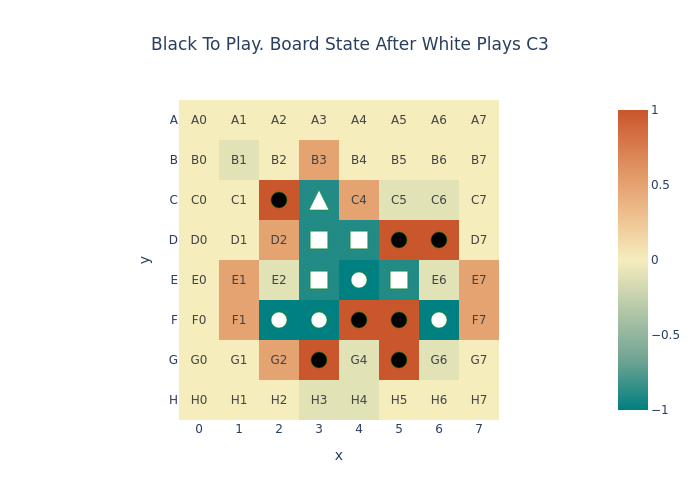 Black To Play. Board State After White Plays C3
A A0 A1 A2 A3 A4 A5 A6 A7
B B0 B1 B2 B3 B4 B5 B6 B7
C C0 C1 C4 C5 C6 C7
D D0 D1 D2 D7
E E0 E1 E2 E6 E7
F F0 F1 F7
G G0 G1 G2 G4 G6 G7
H H0 H1 H2 H3 H4 H5 H6 H7
0 1 2 3 4 5 6 7
x
y
1
0.5
0
−0.5
−1